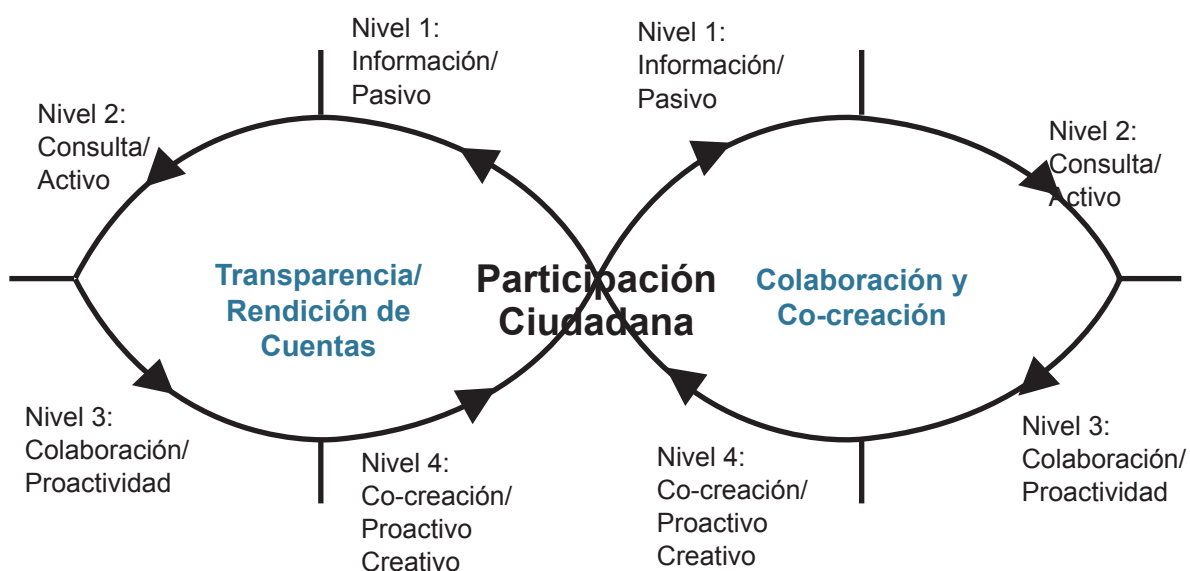 Nivel 1:
Información/
Pasivo
Nivel 1:
Información/
Pasivo
Nivel 2:
Consulta/
Activo
Nivel 2:
Consulta/
Activo
Transparencia/
Rendición de
Cuentas
Participación
Ciudadana
Colaboración y
Co-creación
Nivel 3:
Colaboración/
Proactividad
Nivel 4:
Co-creación/
Proactivo
Creativo
Nivel 4:
Co-creación/
Proactivo
Creativo
Nivel 3:
Colaboración/
Proactividad